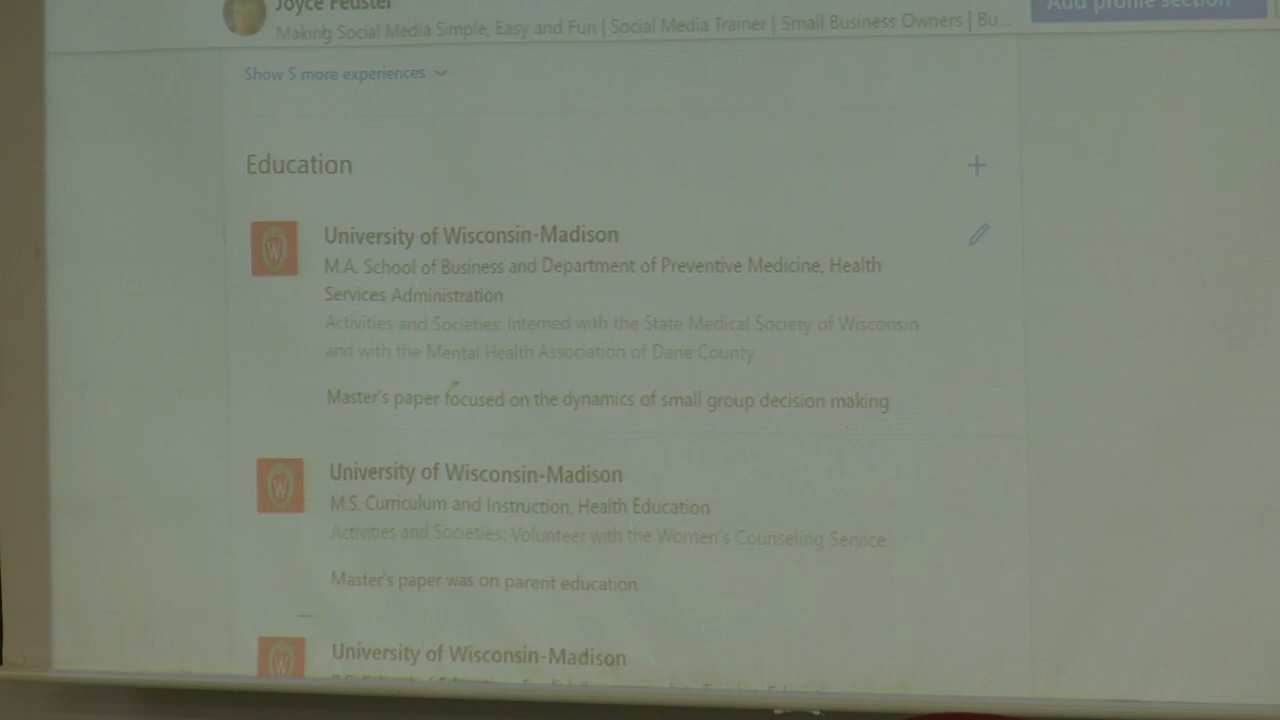 Joyce Feustel
Making Social Media Simple, Easy and Fun | Social Media Trainer | Small Business Owners | Bu...
Add profile section
Show 5 more experiences
Education
University of Wisconsin-Madison
M.A. School of Business and Department of Preventive Medicine, Health
Services Administration
Activities and Societies: Interned with the State Medical Society of Wisconsin
and with the Mental Health Association of Dane County
Master's paper focused on the dynamics of small group decision making
University of Wisconsin-Madison
M.S. Curriculum and Instruction, Health Education
Activities and Societies: Volunteer with the Women's Counseling Service.
Master's paper was on parent education.
University of Wisconsin-Madison